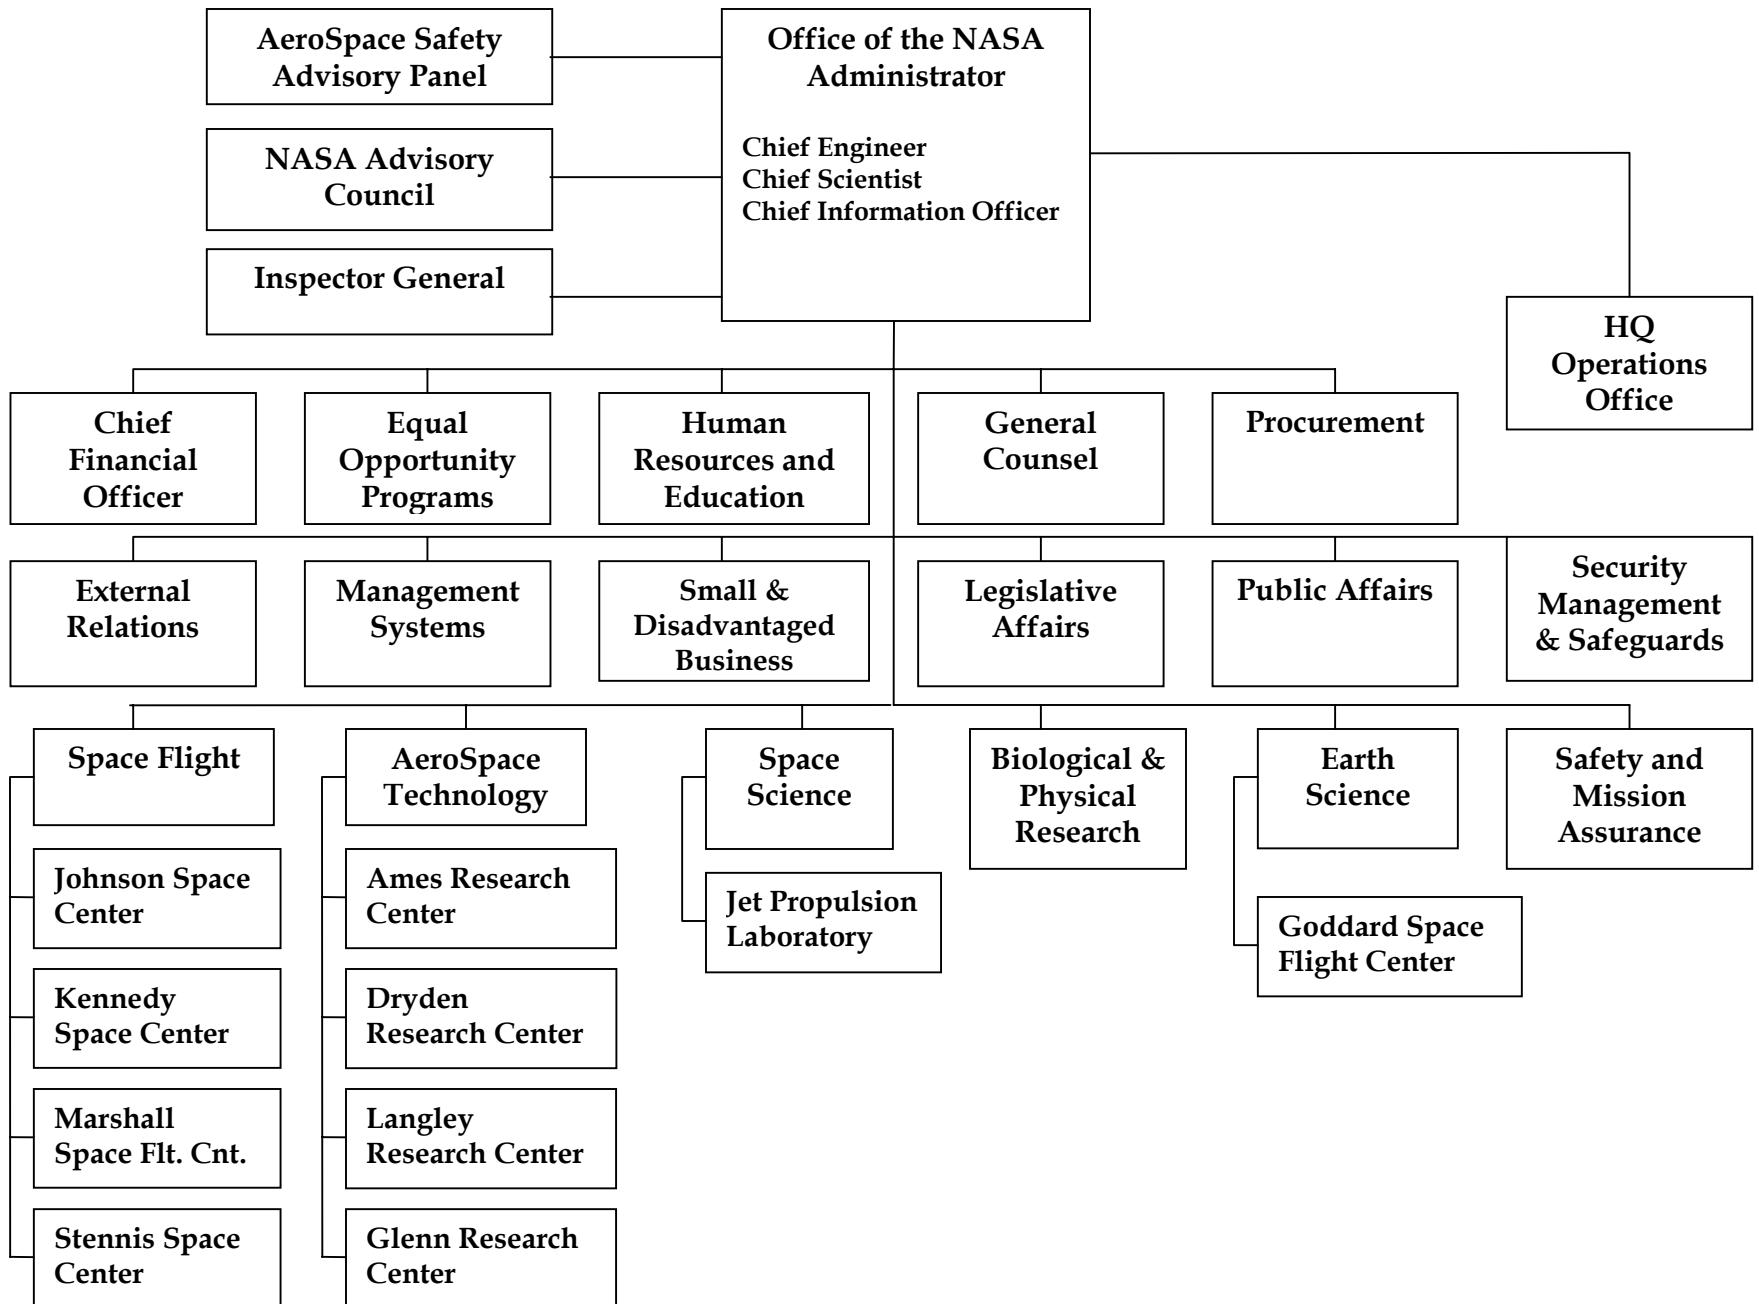 AeroSpace Safety
Advisory Panel
Office of the NASA
Administrator
Chief Engineer
Chief Scientist
Chief Information Officer
NASA Advisory
Council
Inspector General
HQ
Operations
Office
Chief
Financial
Officer
Equal
Opportunity
Programs
Human
Resources and
Education
General
Counsel
Procurement
External
Relations
Management
Systems
Small &
Disadvantaged
Business
Legislative
Affairs
Public Affairs
Security
Management
& Safeguards
Space Flight
AeroSpace
Technology
Space
Science
Biological &
Physical
Research
Earth
Science
Safety and
Mission
Assurance
Johnson Space
Center
Ames Research
Center
Jet Propulsion
Laboratory
Goddard Space
Flight Center
Kennedy
Space Center
Dryden
Research Center
Marshall
Space Flt. Cnt.
Langley
Research Center
Stennis Space
Center
Glenn Research
Center